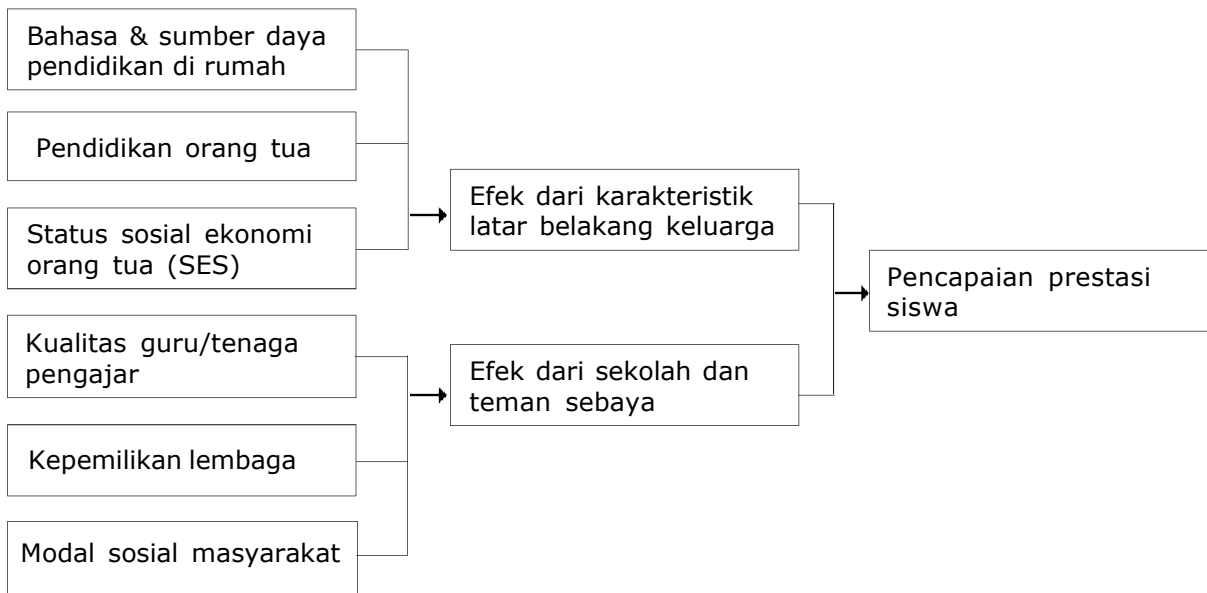 Bahasa & sumber daya
pendidikan di rumah
Pendidikan orang tua
Status sosial ekonomi
orang tua (SES)
Kualitas guru/tenaga
pengajar
Kepemilikan lembaga
Modal sosial masyarakat
Efek dari karakteristik
latar belakang keluarga
Efek dari sekolah dan
teman sebaya
Pencapaian prestasi
siswa